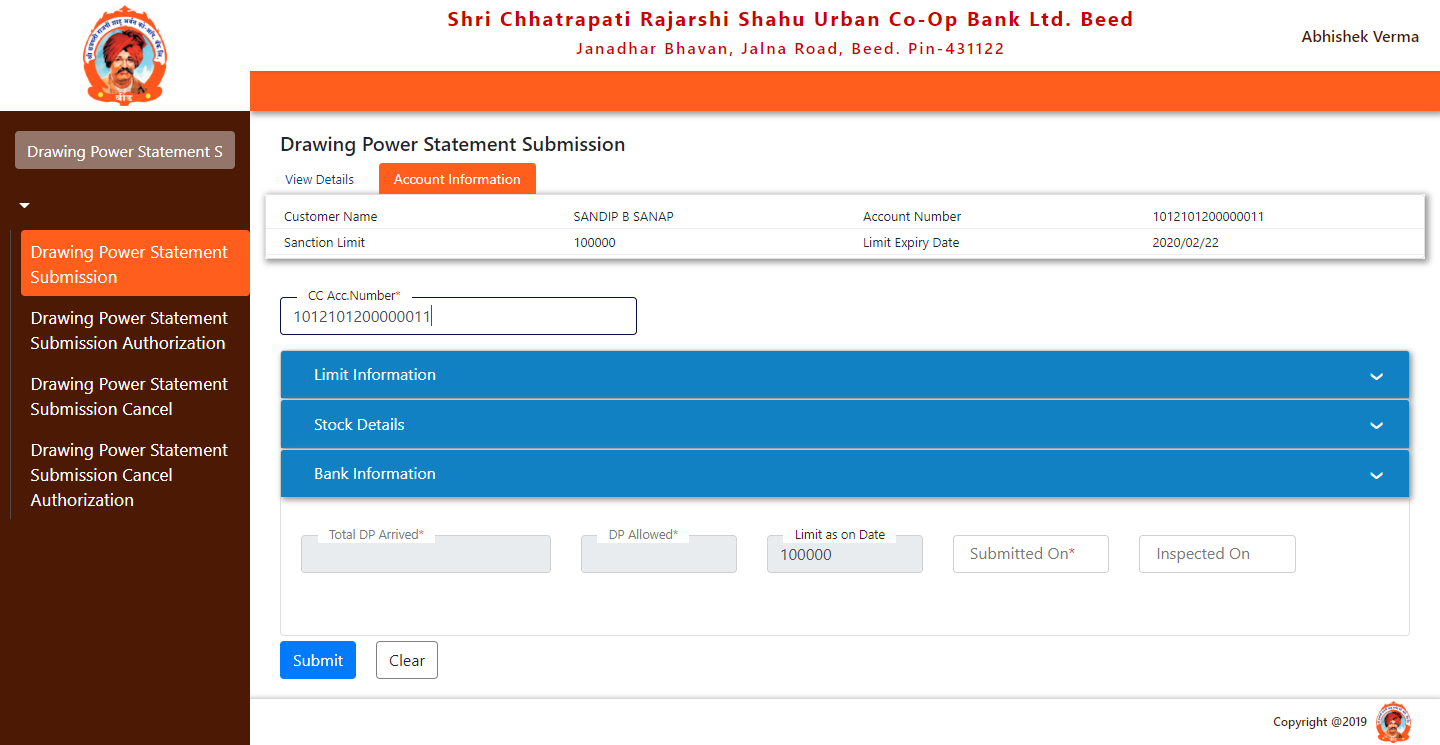 Shri Chhatrapati Rajarshi Shahu Urban Co-Op Bank Ltd. Beed
Janadhar Bhavan, Jalna Road, Beed. Pin-431122
Abhishek Verma
बीड
Drawing Power Statement S
Drawing Power Statement
Submission
Drawing Power Statement
Submission Authorization
Drawing Power Statement
Submission Cancel
Drawing Power Statement
Submission Cancel
Authorization
Drawing Power Statement Submission
View Details Account Information
Customer Name SANDIP B SANAP Account Number 1012101200000011
Sanction Limit 100000 Limit Expiry Date 2020/02/22
CC Acc.Number*
1012101200000011
Limit Information
Stock Details
Bank Information
Total DP Arrived* DP Allowed* Limit as on Date
100000 Submitted On* Inspected On
Submit Clear
Copyright @2019